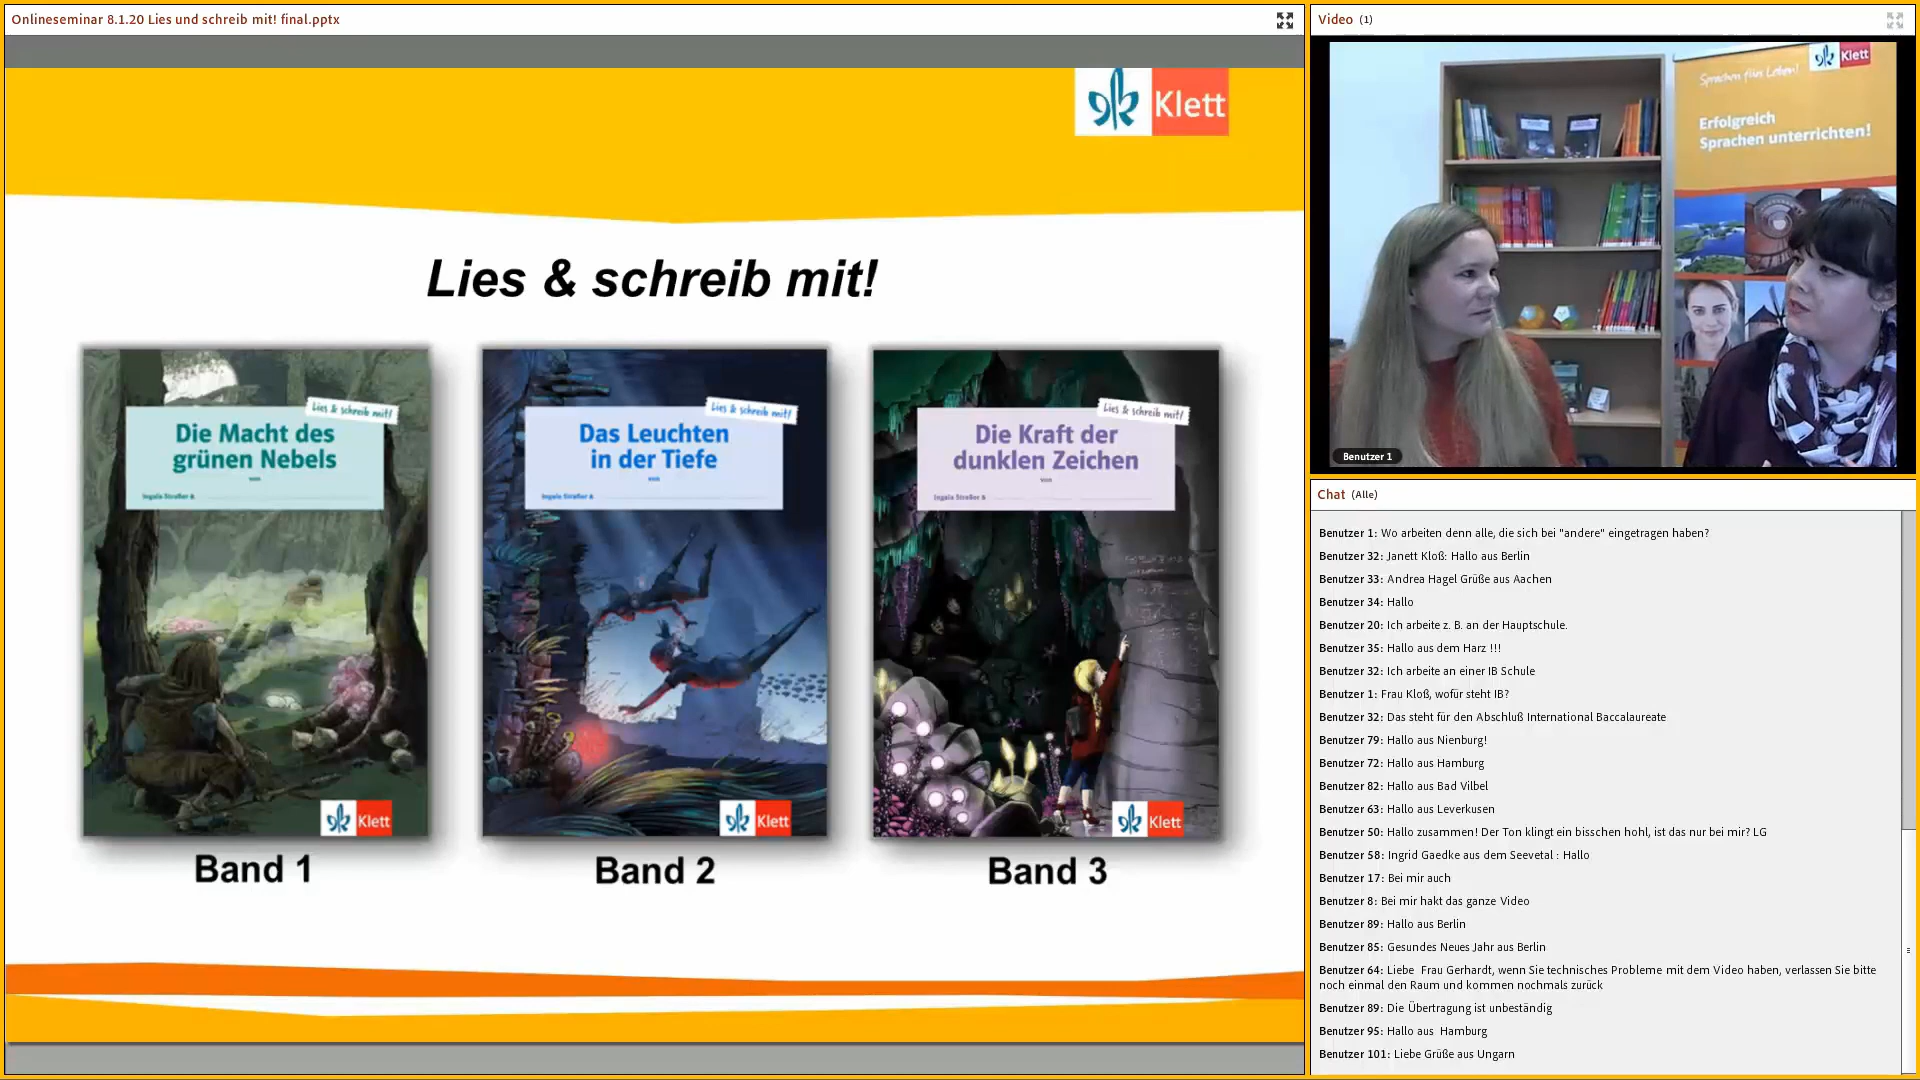 Onlineseminar 8.1.20 Lies und schreib mit! final.pptx
Klett
Lies & schreib mit!
Lies & schreib mit!
Die Macht des
grünen Nebels
von
Ingala Straßer &
Klett
Band 1
Lies & schreib mit!
Das Leuchten
in der Tiefe
von
Ingala Straßer &
Klett
Band 2
Lies & schreib mit!
Die Kraft der
dunklen Zeichen
von
Ingala Straßer &
Klett
Band 3
Video (1)
Sprachen fürs Leben!
Klett
Erfolgreich
Sprachen unterrichten!
Benutzer 1
Chat (Alle)
Benutzer 1: Wo arbeiten denn alle, die sich bei "andere" eingetragen haben?
Benutzer 32: Janett Kloß: Hallo aus Berlin
Benutzer 33: Andrea Hagel Grüße aus Aachen
Benutzer 34: Hallo
Benutzer 20: Ich arbeite z. B. an der Hauptschule.
Benutzer 35: Hallo aus dem Harz !!!
Benutzer 32: Ich arbeite an einer IB Schule
Benutzer 1: Frau Kloß, wofür steht IB?
Benutzer 32: Das steht für den Abschluß International Baccalaureate
Benutzer 79: Hallo aus Nienburg!
Benutzer 72: Hallo aus Hamburg
Benutzer 82: Hallo aus Bad Vilbel
Benutzer 63: Hallo aus Leverkusen
Benutzer 50: Hallo zusammen! Der Ton klingt ein bisschen hohl, ist das nur bei mir? LG
Benutzer 58: Ingrid Gaedke aus dem Seevetal : Hallo
Benutzer 17: Bei mir auch
Benutzer 8: Bei mir hakt das ganze Video
Benutzer 89: Hallo aus Berlin
Benutzer 85: Gesundes Neues Jahr aus Berlin
Benutzer 64: Liebe  Frau Gerhardt, wenn Sie technisches Probleme mit dem Video haben, verlassen Sie bitte
noch einmal den Raum und kommen nochmals zurück
Benutzer 89: Die Übertragung ist unbeständig
Benutzer 95: Hallo aus  Hamburg
Benutzer 101: Liebe Grüße aus Ungarn